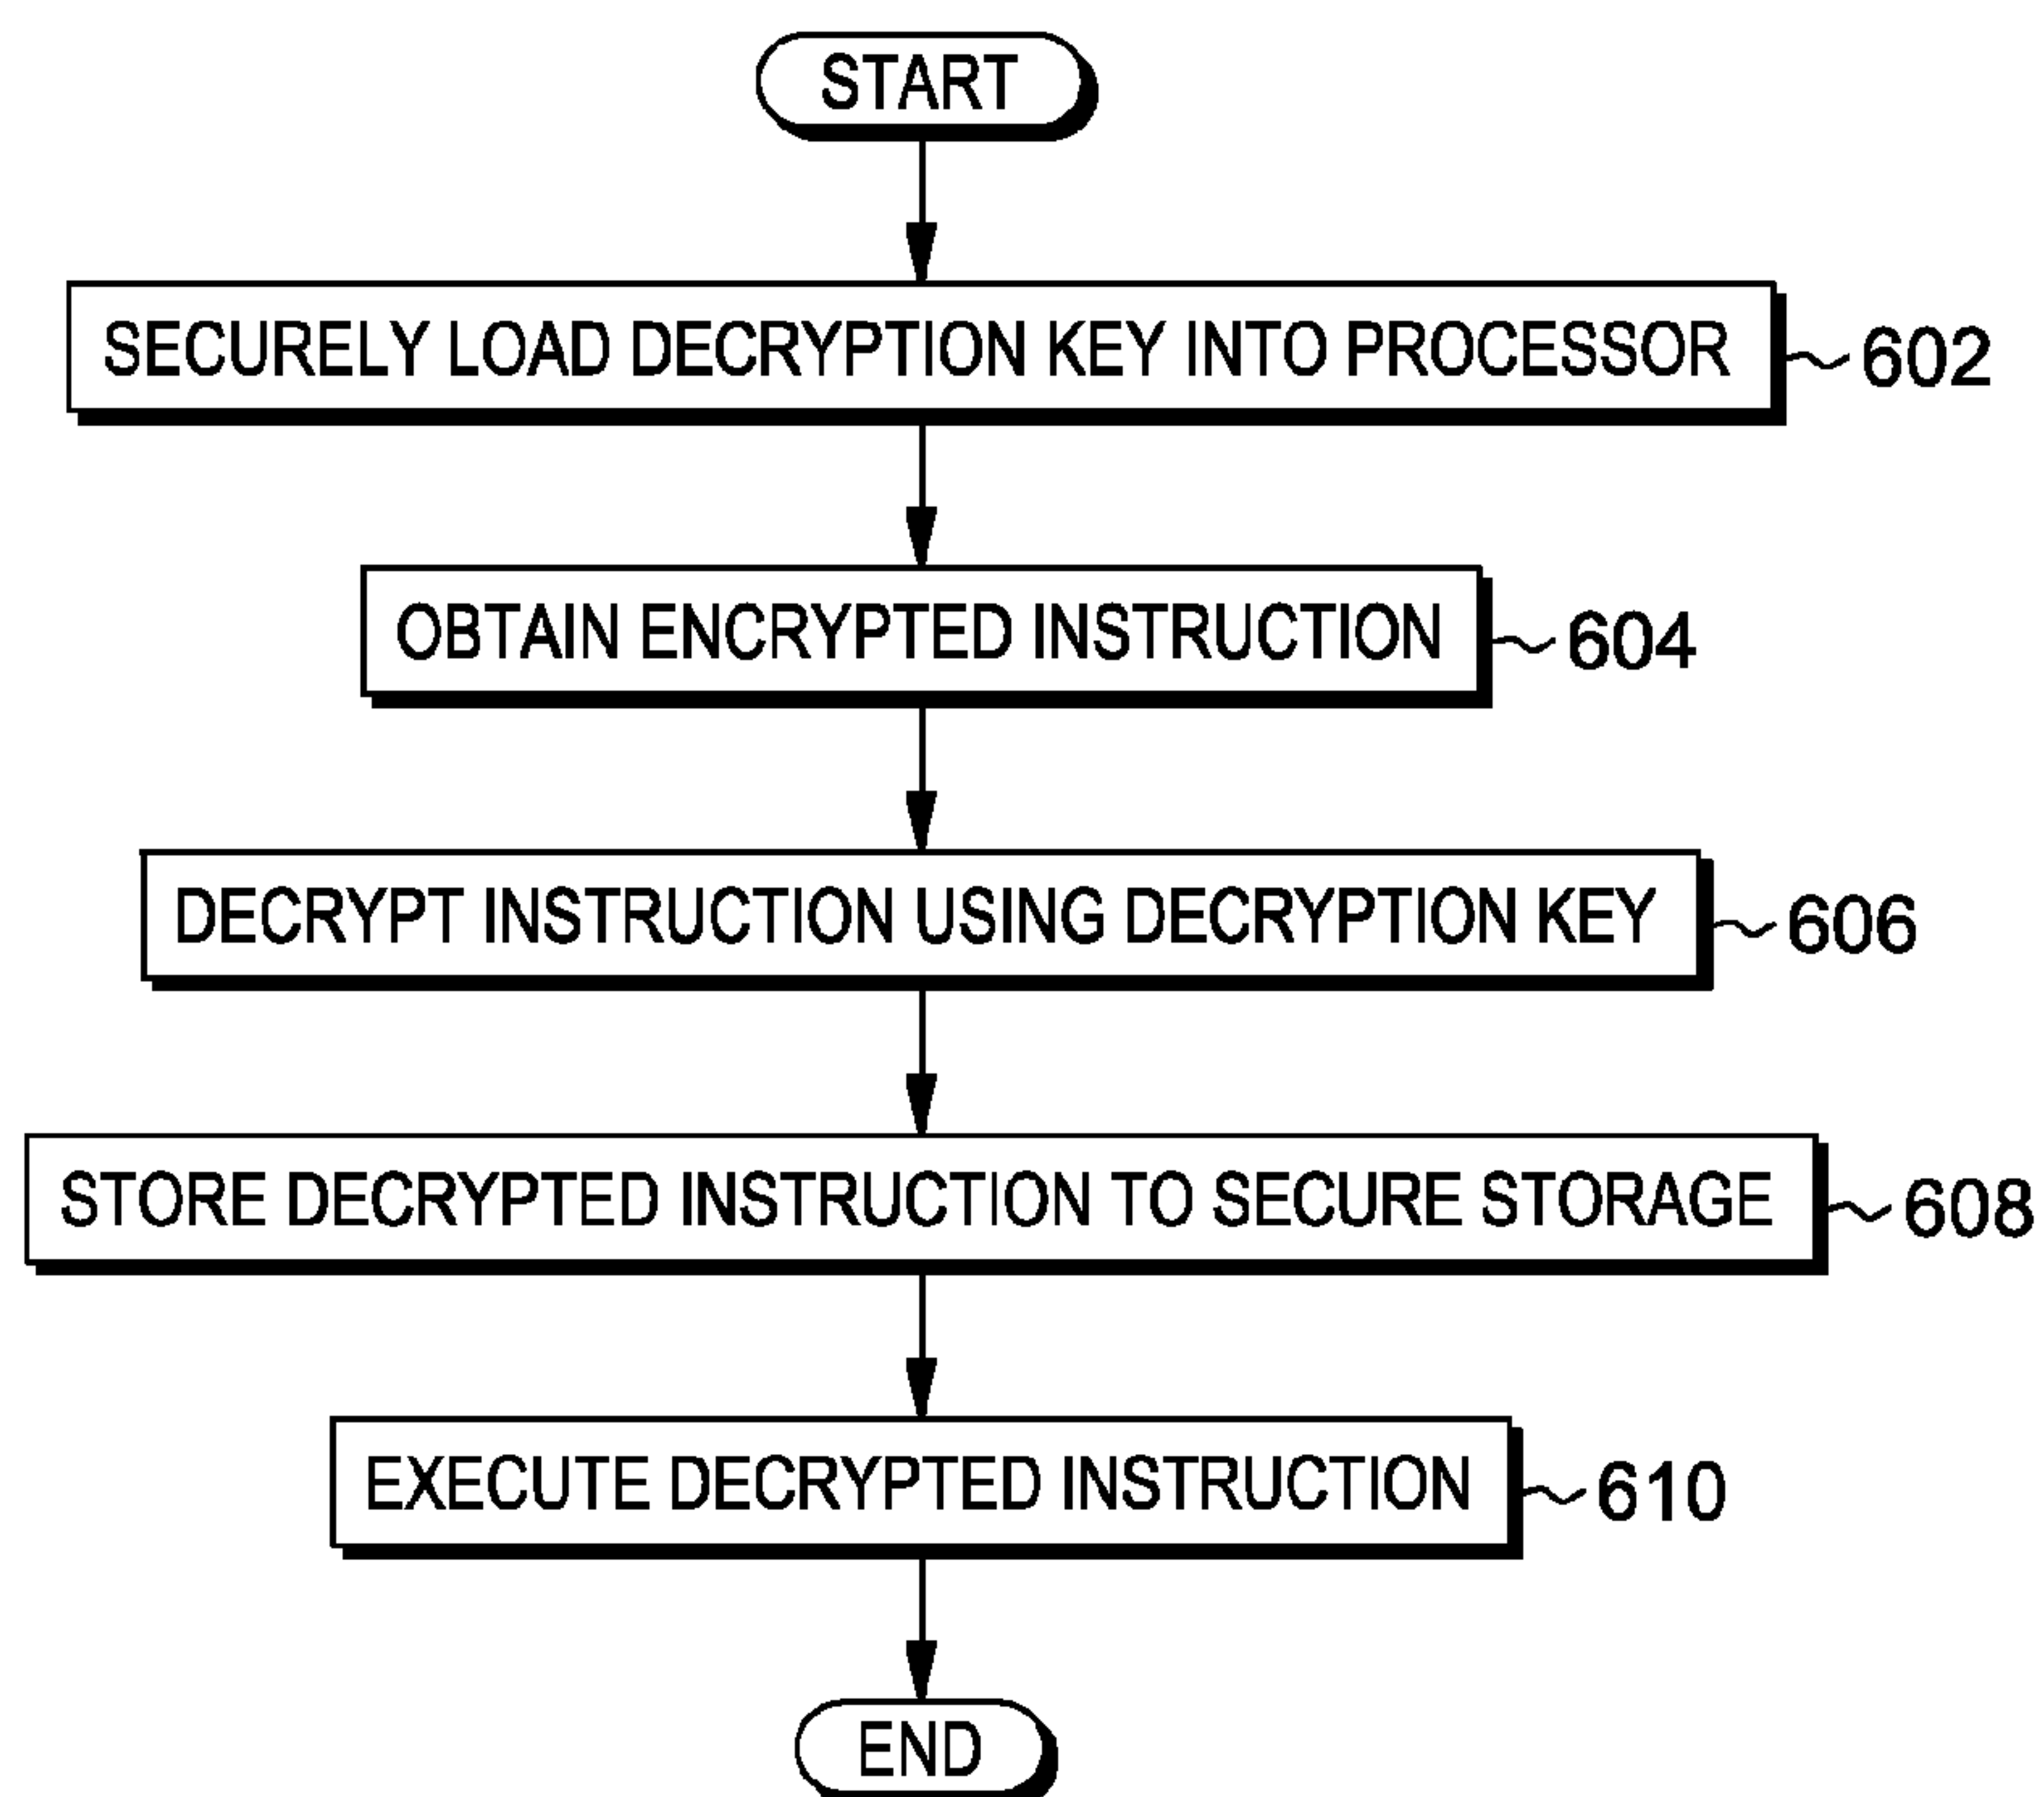 START
SECURELY LOAD DECRYPTION KEY INTO PROCESSOR 602
OBTAIN ENCRYPTED INSTRUCTION 604
DECRYPT INSTRUCTION USING DECRYPTION KEY 606
STORE DECRYPTED INSTRUCTION TO SECURE STORAGE 608
EXECUTE DECRYPTED INSTRUCTION 610
END